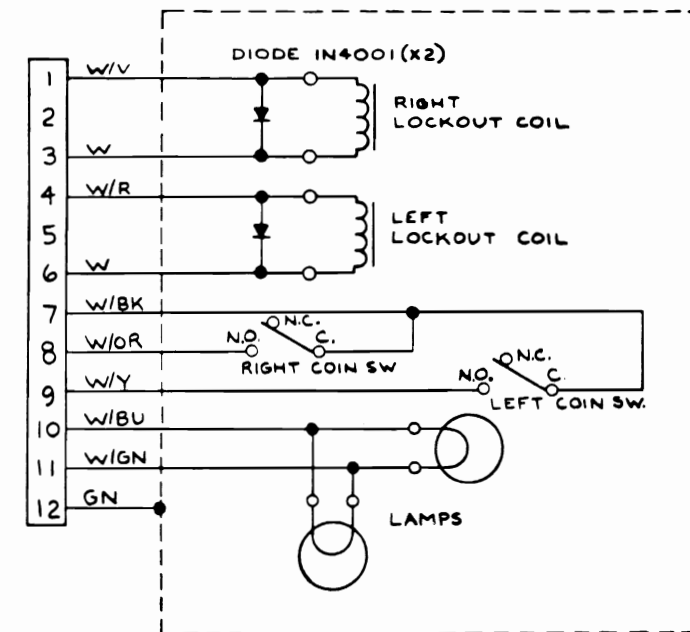 DIODE IN4001(X2)
1 W/V
2
3 W
RIGHT
LOCKOUT COIL
4 W/R
5
6 W
LEFT
LOCKOUT COIL
7 W/BK
8 W/OR
N.O. N.C. C.
RIGHT COIN SW
9 W/Y
N.O. N.C. C.
LEFT COIN SW.
10 W/BU
11 W/GN
12 GN
LAMPS